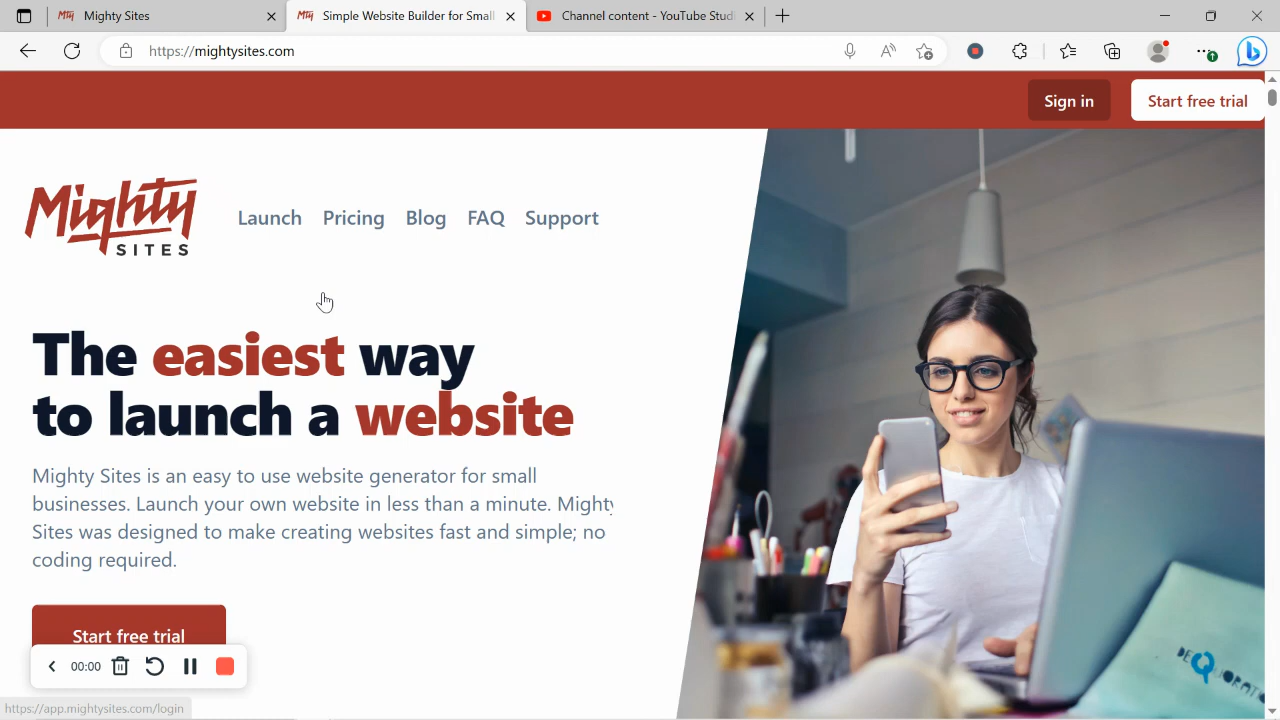 Mighty Sites
Simple Website Builder for Small
Channel content - YouTube Studi
https://mightysites.com
Sign in
Start free trial
Mighty
SITES
Launch
Pricing
Blog
FAQ
Support
The easiest way
to launch a website
Mighty Sites is an easy to use website generator for small
businesses. Launch your own website in less than a minute. Mighty
Sites was designed to make creating websites fast and simple; no
coding required.
Start free trial
00:00
https://app.mightysites.com/login